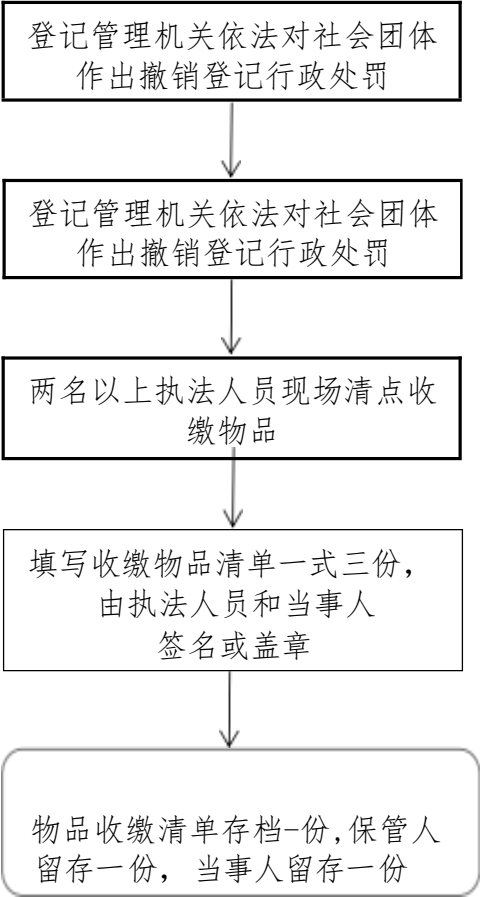 登记管理机关依法对社会团体
作出撤销登记行政处罚
登记管理机关依法对社会团体
作出撤销登记行政处罚
两名以上执法人员现场清点收
缴物品
填写收缴物品清单一式三份，
由执法人员和当事人
签名或盖章
物品收缴清单存档-份,保管人
留存一份，当事人留存一份